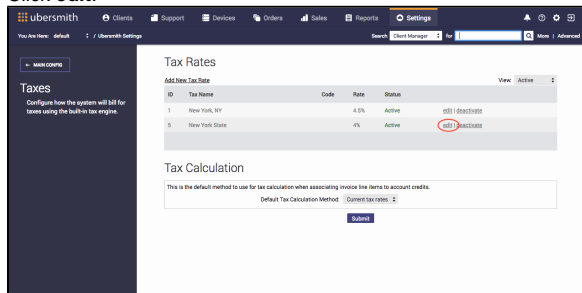 ubersmith Clients Support Devices Orders Sales Reports Settings
You Are Here: default / Ubersmith Settings Search Client Manager for More | Advanced
← MAIN CONFIG
Taxes
Configure how the system will bill for
taxes using the built-in tax engine.
Tax Rates
Add New Tax Rate View: Active
ID Tax Name Code Rate Status
1 New York, NY 4.5% Active edit | deactivate
5 New York State 4% Active edit | deactivate
Tax Calculation
This is the default method to use for tax calculation when associating invoice line items to account credits.
Default Tax Calculation Method: Current tax rates
Submit